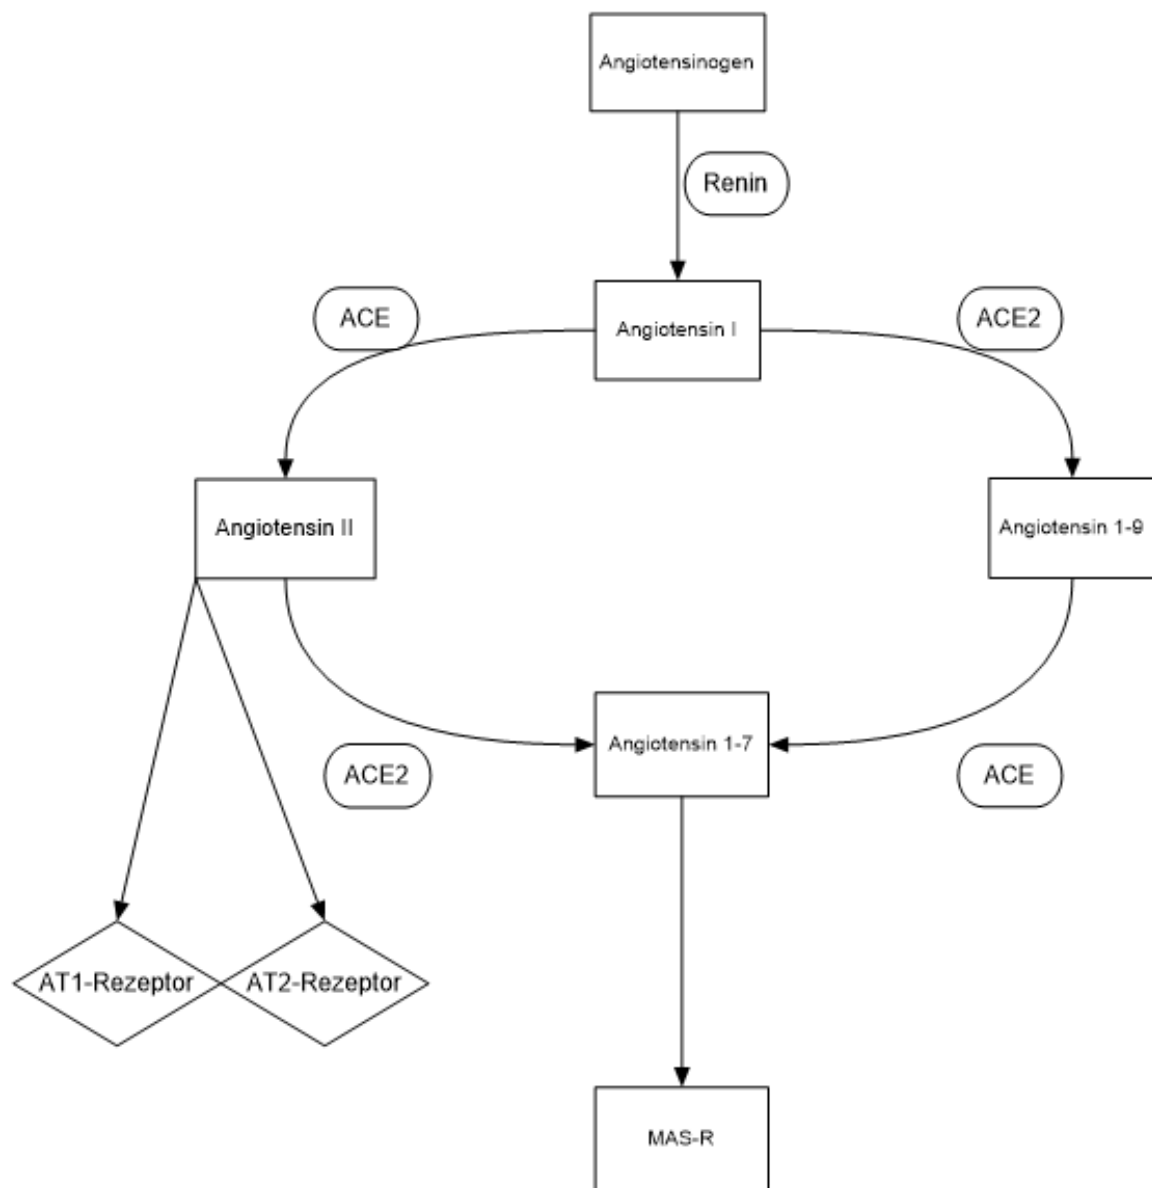 Angiotensinogen
Renin
ACE
Angiotensin I
ACE2
Angiotensin II
Angiotensin 1-9
Angiotensin 1-7
ACE2
ACE
AT1-Rezeptor
AT2-Rezeptor
MAS-R